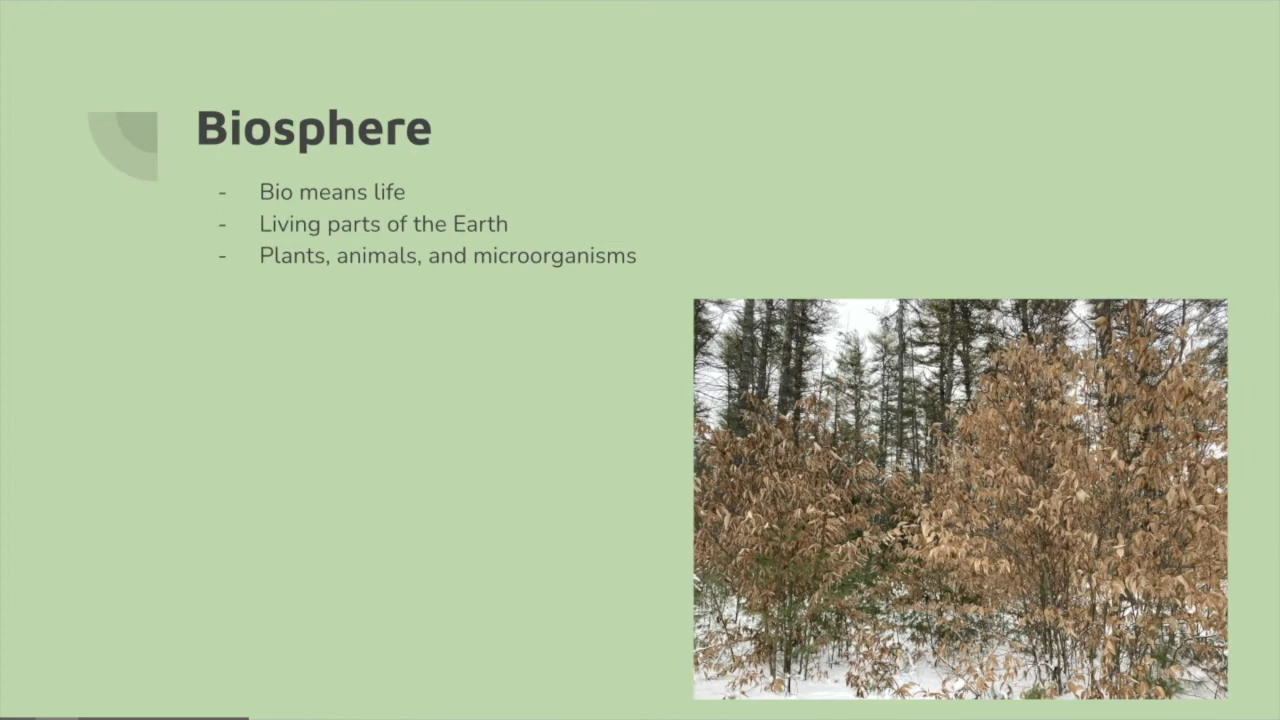 Biosphere
- Bio means life
- Living parts of the Earth
- Plants, animals, and microorganisms